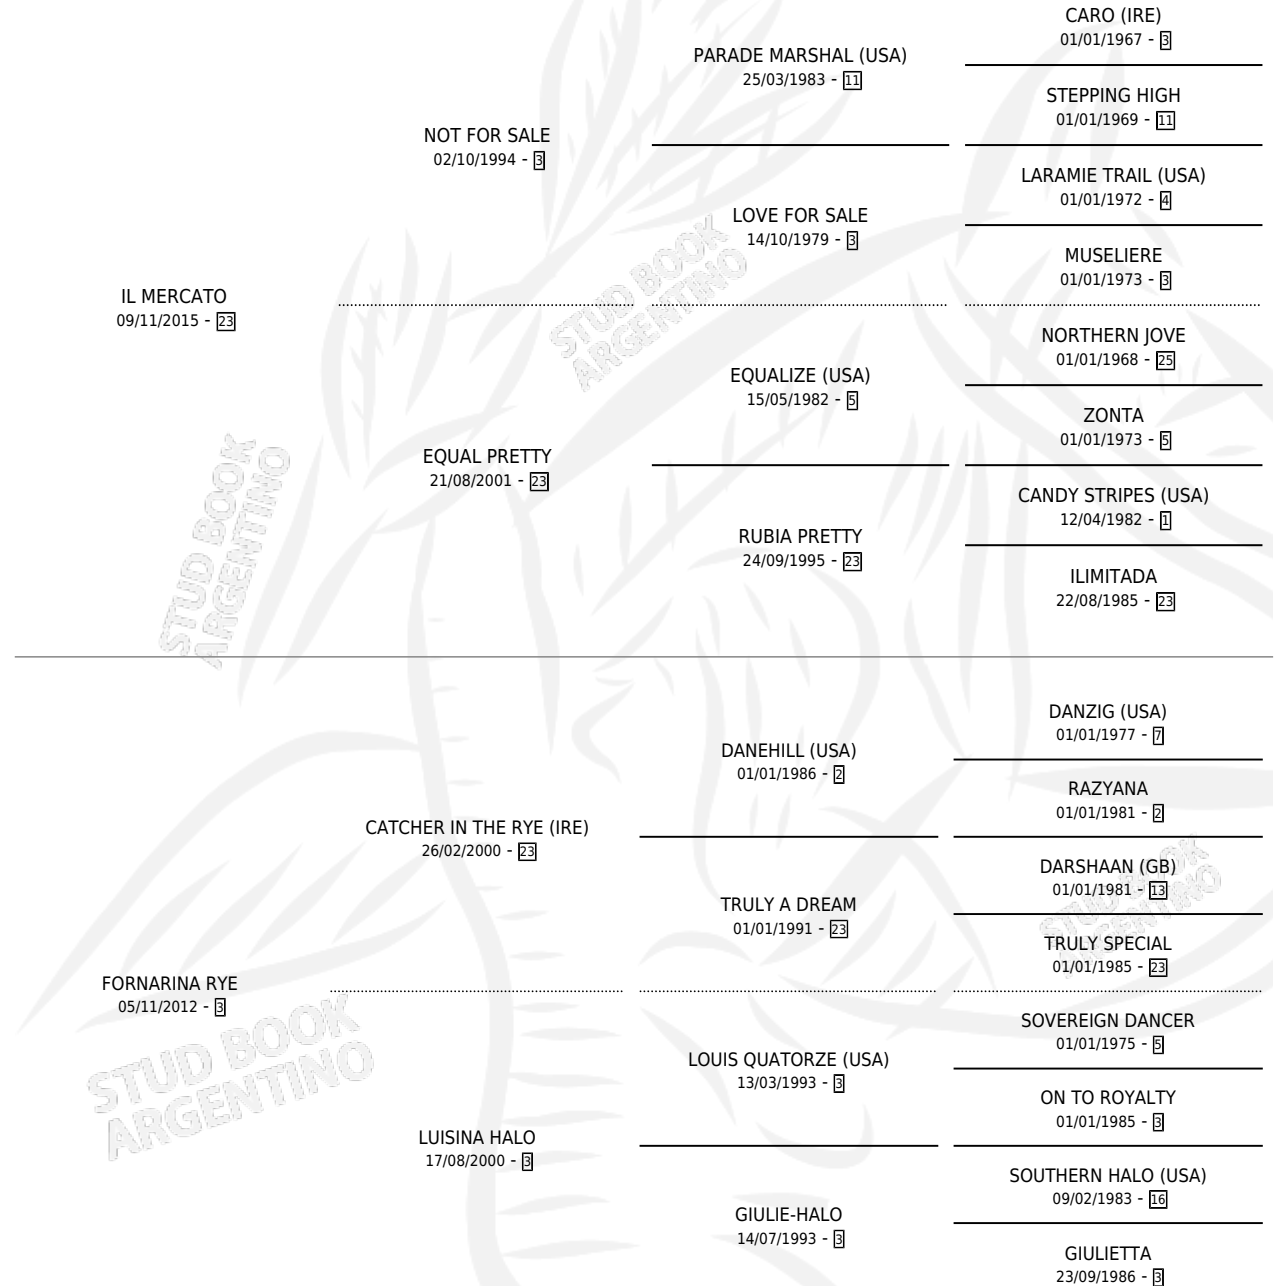 CARO (IRE)
01/01/1967 - 3
PARADE MARSHAL (USA)
25/03/1983 - 11
STEPPING HIGH
01/01/1969 - 11
NOT FOR SALE
02/10/1994 - 3
LARAMIE TRAIL (USA)
01/01/1972 - 4
LOVE FOR SALE
14/10/1979 - 3
MUSELIERE
01/01/1973 - 3
IL MERCATO
09/11/2015 - 23
NORTHERN JOVE
01/01/1968 - 25
EQUALIZE (USA)
15/05/1982 - 5
ZONTA
01/01/1973 - 5
EQUAL PRETTY
21/08/2001 - 23
CANDY STRIPES (USA)
12/04/1982 - 1
RUBIA PRETTY
24/09/1995 - 23
ILIMITADA
22/08/1985 - 23
STUD BOOK
ARGENTINO
STUD BOOK
ARGENTINO
DANZIG (USA)
01/01/1977 - 7
DANEHILL (USA)
01/01/1986 - 2
RAZYANA
01/01/1981 - 2
CATCHER IN THE RYE (IRE)
26/02/2000 - 23
DARSHAAN (GB)
01/01/1981 - 13
TRULY A DREAM
01/01/1991 - 23
TRULY SPECIAL
01/01/1985 - 23
STUD BOOK
ARGENTINO
FORNARINA RYE
05/11/2012 - 3
SOVEREIGN DANCER
01/01/1975 - 5
LOUIS QUATORZE (USA)
13/03/1993 - 3
ON TO ROYALTY
01/01/1985 - 3
STUD BOOK
ARGENTINO
LUISINA HALO
17/08/2000 - 3
SOUTHERN HALO (USA)
09/02/1983 - 16
GIULIE-HALO
14/07/1993 - 3
GIULIETTA
23/09/1986 - 3